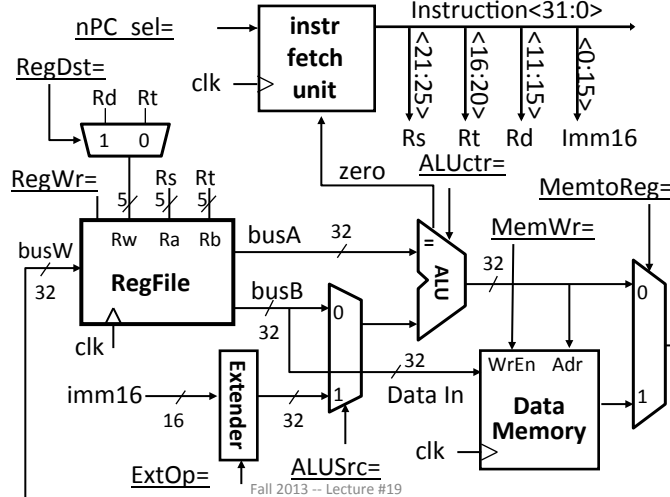 Instruction<31:0>
nPC_sel=
instr
fetch
unit
<21:25>
<16:20>
<11:15>
<0:15>
RegDst=
clk
Rd Rt
Rs Rt Rd Imm16
1 0
zero
ALUctr=
RegWr=
Rs Rt
MemtoReg=
5 5 5
MemWr=
Rw Ra Rb
busA
32
=
busW
32
RegFile
ALU
32
0
busB
32
0
clk
32
WrEn Adr
imm16
16
Extender
32
1
Data In
Data
Memory
1
clk
ExtOp=
ALUSrc=
Fall 2013 -- Lecture #19